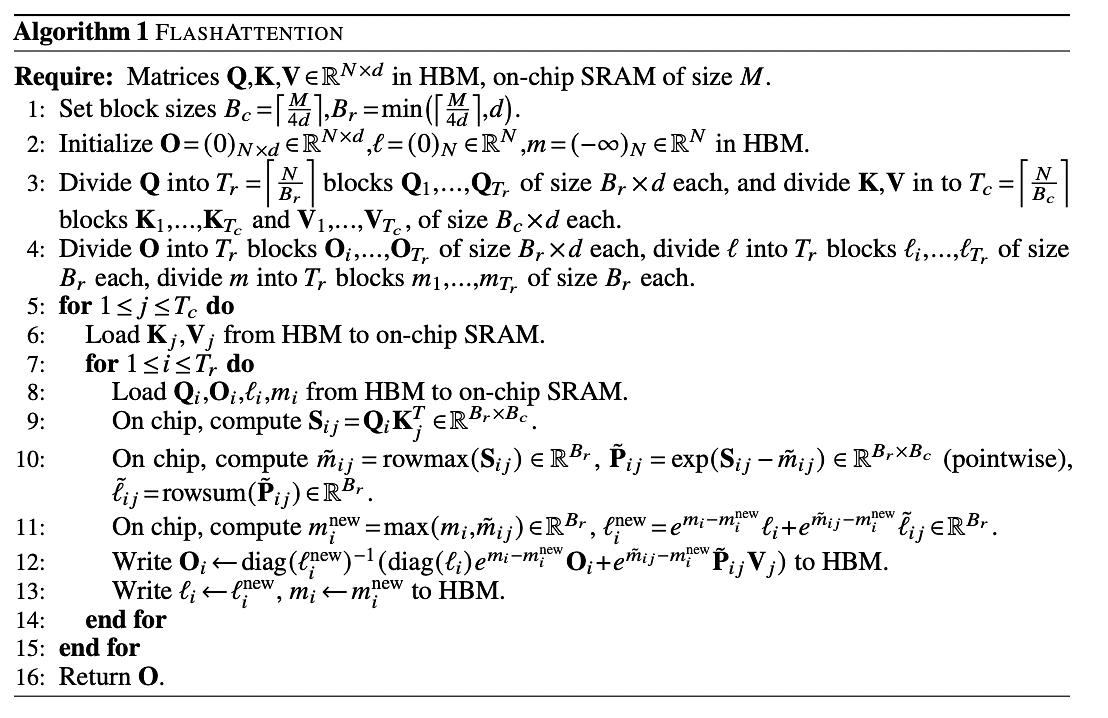 Algorithm 1 FLASHATTENTION
Require: Matrices Q,K,V∈ℝ^{N×d} in HBM, on-chip SRAM of size M.
1: Set block sizes B_c=⌈M/4d⌉,B_r=min(⌈M/4d⌉,d).
2: Initialize O=(0)_{N×d}∈ℝ^{N×d},ℓ=(0)_N∈ℝ^N,m=(−∞)_N∈ℝ^N in HBM.
3: Divide Q into T_r=⌈N/B_r⌉ blocks Q_1,...,Q_{T_r} of size B_r×d each, and divide K,V in to T_c=⌈N/B_c⌉
blocks K_1,...,K_{T_c} and V_1,...,V_{T_c}, of size B_c×d each.
4: Divide O into T_r blocks O_i,...,O_{T_r} of size B_r×d each, divide ℓ into T_r blocks ℓ_i,...,ℓ_{T_r} of size
B_r each, divide m into T_r blocks m_1,...,m_{T_r} of size B_r each.
5: for 1≤j≤T_c do
6: Load K_j,V_j from HBM to on-chip SRAM.
7: for 1≤i≤T_r do
8: Load Q_i,O_i,ℓ_i,m_i from HBM to on-chip SRAM.
9: On chip, compute S_{ij}=Q_iK_j^T∈ℝ^{B_r×B_c}.
10: On chip, compute m̃_{ij}=rowmax(S_{ij})∈ℝ^{B_r}, P̃_{ij}=exp(S_{ij}−m̃_{ij})∈ℝ^{B_r×B_c} (pointwise),
ℓ̃_{ij}=rowsum(P̃_{ij})∈ℝ^{B_r}.
11: On chip, compute m_i^{new}=max(m_i,m̃_{ij})∈ℝ^{B_r}, ℓ_i^{new}=e^{m_i−m_i^{new}}ℓ_i+e^{m̃_{ij}−m_i^{new}}ℓ̃_{ij}∈ℝ^{B_r}.
12: Write O_i←diag(ℓ_i^{new})^{−1}(diag(ℓ_i)e^{m_i−m_i^{new}}O_i+e^{m̃_{ij}−m_i^{new}}P̃_{ij}V_j) to HBM.
13: Write ℓ_i←ℓ_i^{new}, m_i←m_i^{new} to HBM.
14: end for
15: end for
16: Return O.